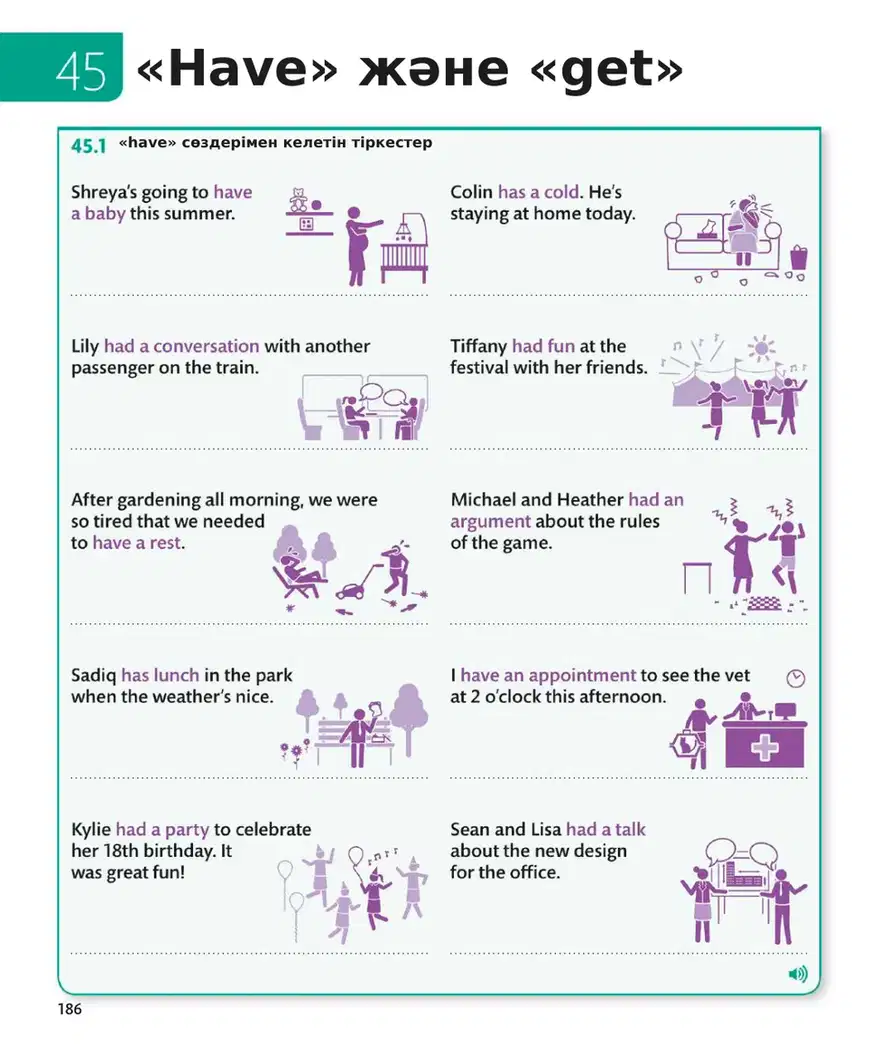 45
«Have» және «get»
45.1 «have» сөздерімен келетін тіркестер
Shreya's going to have
a baby this summer.
Colin has a cold. He's
staying at home today.
Lily had a conversation with another
passenger on the train.
Tiffany had fun at the
festival with her friends.
After gardening all morning, we were
so tired that we needed
to have a rest.
Michael and Heather had an
argument about the rules
of the game.
Sadiq has lunch in the park
when the weather's nice.
I have an appointment to see the vet
at 2 o'clock this afternoon.
Kylie had a party to celebrate
her 18th birthday. It
was great fun!
Sean and Lisa had a talk
about the new design
for the office.
186